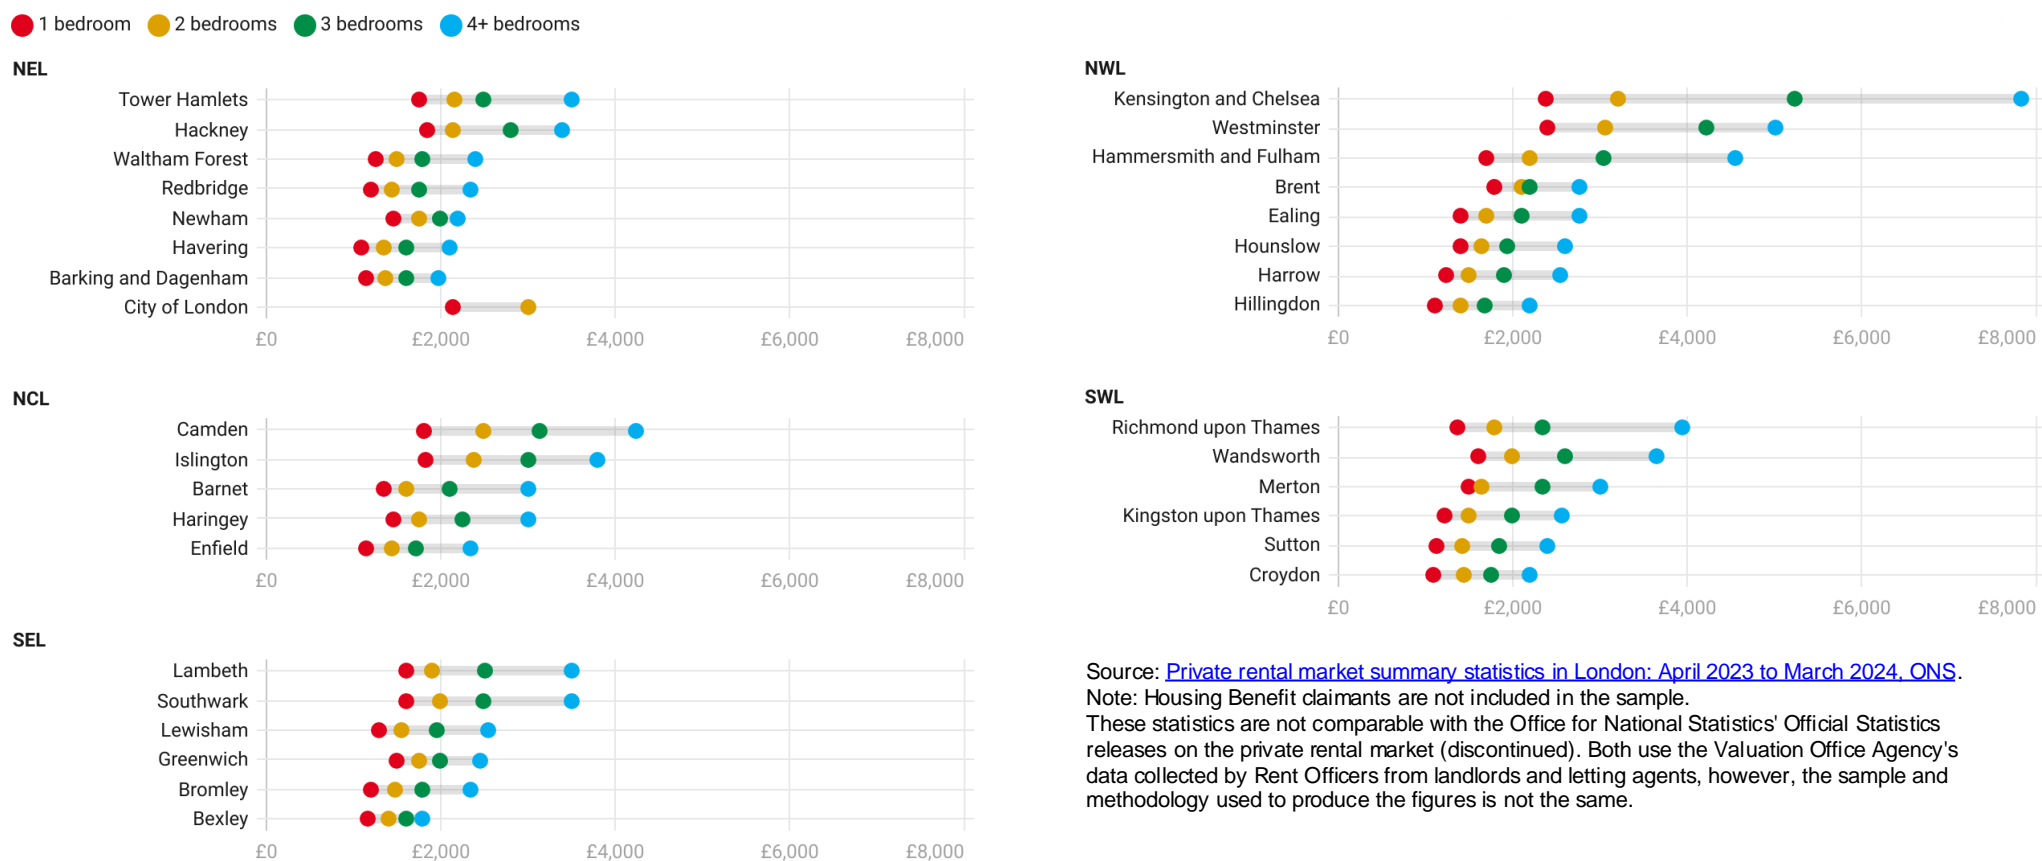 1 bedroom 2 bedrooms 3 bedrooms 4+ bedrooms
NEL
Tower Hamlets
Hackney
Waltham Forest
Redbridge
Newham
Havering
Barking and Dagenham
City of London
£0 £2,000 £4,000 £6,000 £8,000
NCL
Camden
Islington
Barnet
Haringey
Enfield
£0 £2,000 £4,000 £6,000 £8,000
SEL
Lambeth
Southwark
Lewisham
Greenwich
Bromley
Bexley
£0 £2,000 £4,000 £6,000 £8,000
NWL
Kensington and Chelsea
Westminster
Hammersmith and Fulham
Brent
Ealing
Hounslow
Harrow
Hillingdon
£0 £2,000 £4,000 £6,000 £8,000
SWL
Richmond upon Thames
Wandsworth
Merton
Kingston upon Thames
Sutton
Croydon
£0 £2,000 £4,000 £6,000 £8,000
Source: Private rental market summary statistics in London: April 2023 to March 2024, ONS.
Note: Housing Benefit claimants are not included in the sample.
These statistics are not comparable with the Office for National Statistics' Official Statistics
releases on the private rental market (discontinued). Both use the Valuation Office Agency's
data collected by Rent Officers from landlords and letting agents, however, the sample and
methodology used to produce the figures is not the same.